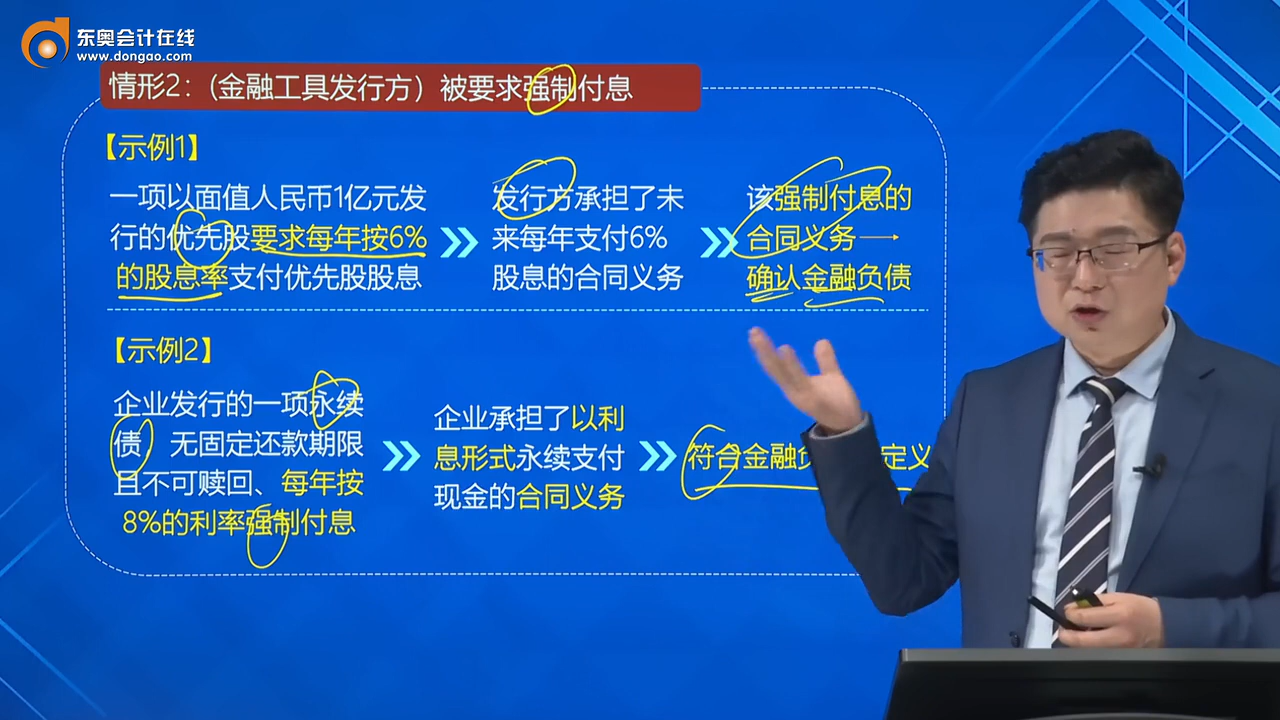 东奥会计在线
www.dongao.com
情形2：（金融工具发行方）被要求强制付息
【示例1】
一项以面值人民币1亿元发
行的优先股要求每年按6%
的股息率支付优先股股息
发行方承担了未
来每年支付6%
股息的合同义务
该强制付息的
合同义务
确认金融负债
【示例2】
企业发行的一项永续
债，无固定还款期限
且不可赎回、每年按
8%的利率强制付息
企业承担了以利
息形式永续支付
现金的合同义务
符合金融负 定义